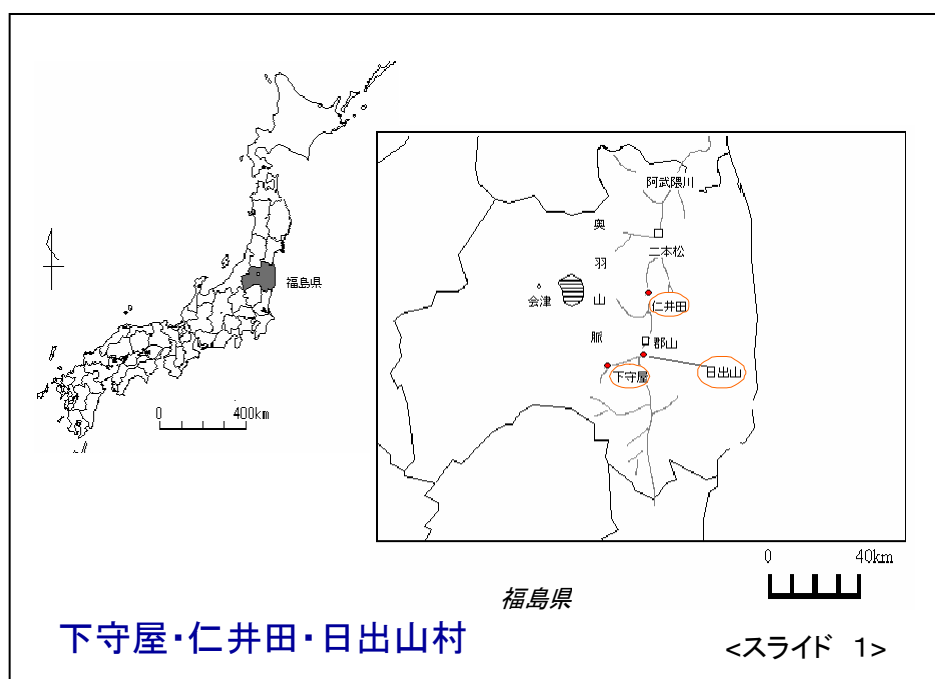 福島県
0 400km
阿武隈川
奥羽山脈
二本松
会津
仁井田
郡山
下守屋
日出山
0 40km
福島県
下守屋・仁井田・日出山村
<スライド 1>